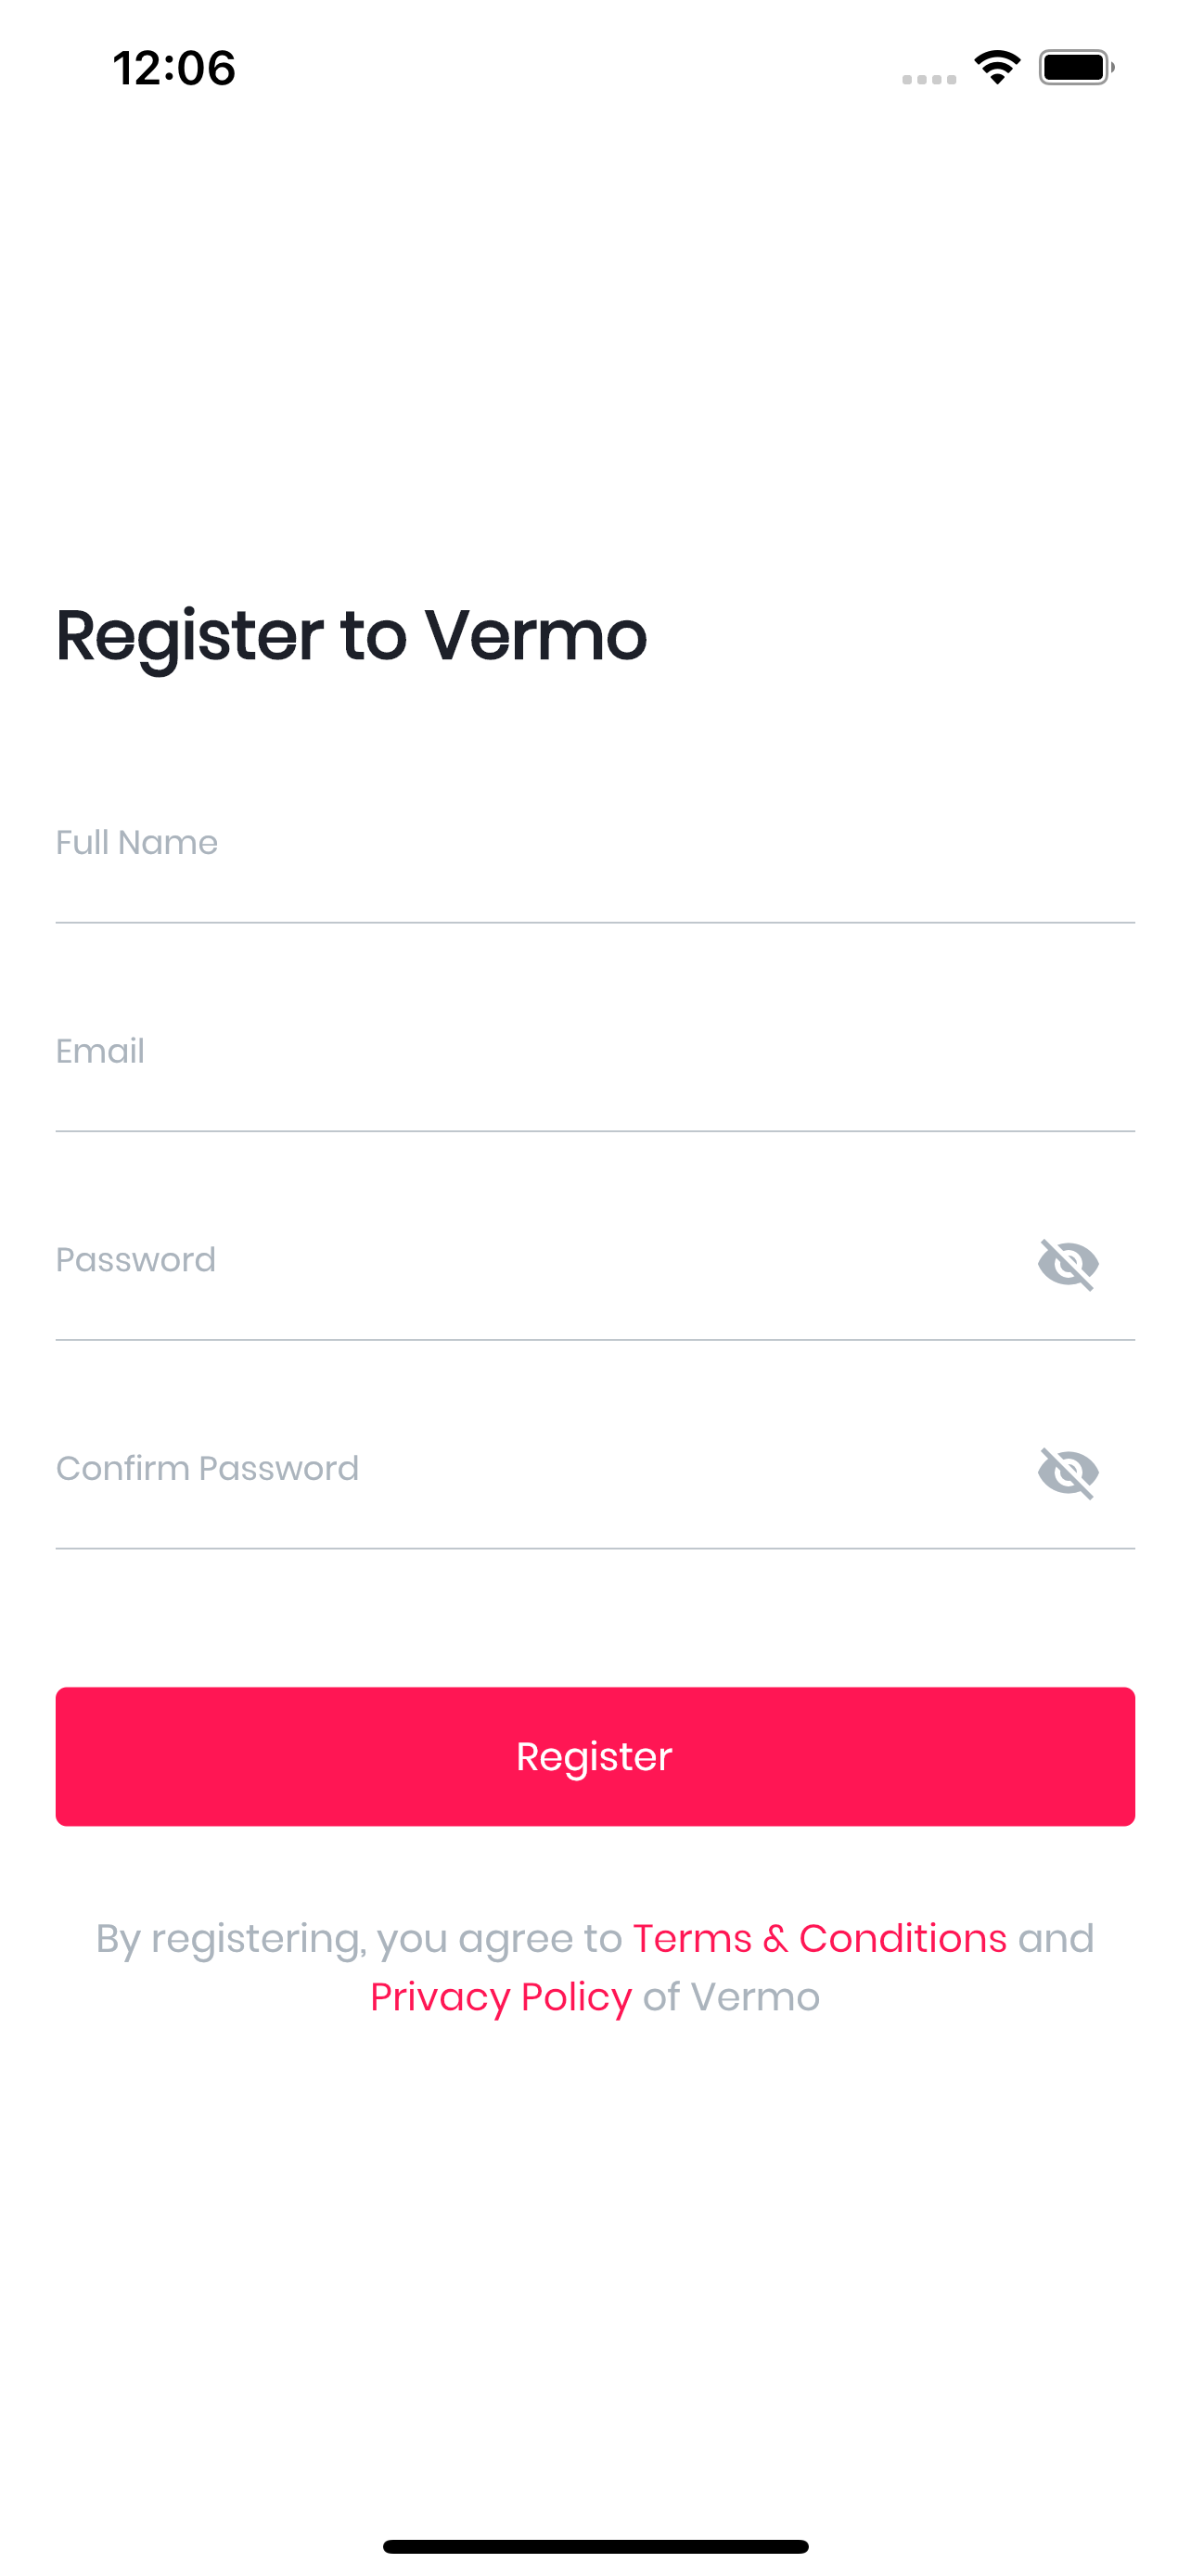 12:06
Register to Vermo
Full Name
Email
Password
Confirm Password
Register
By registering, you agree to Terms & Conditions and
Privacy Policy of Vermo